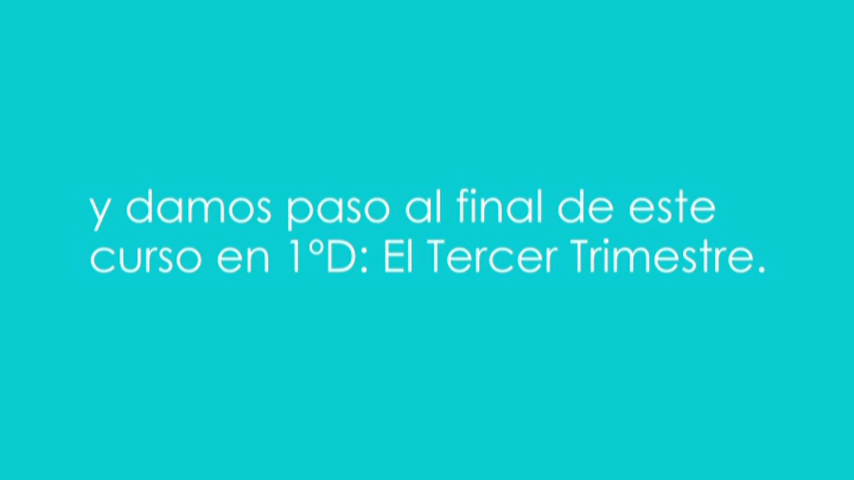 y damos paso al final de este
curso en 1ºD: El Tercer Trimestre.